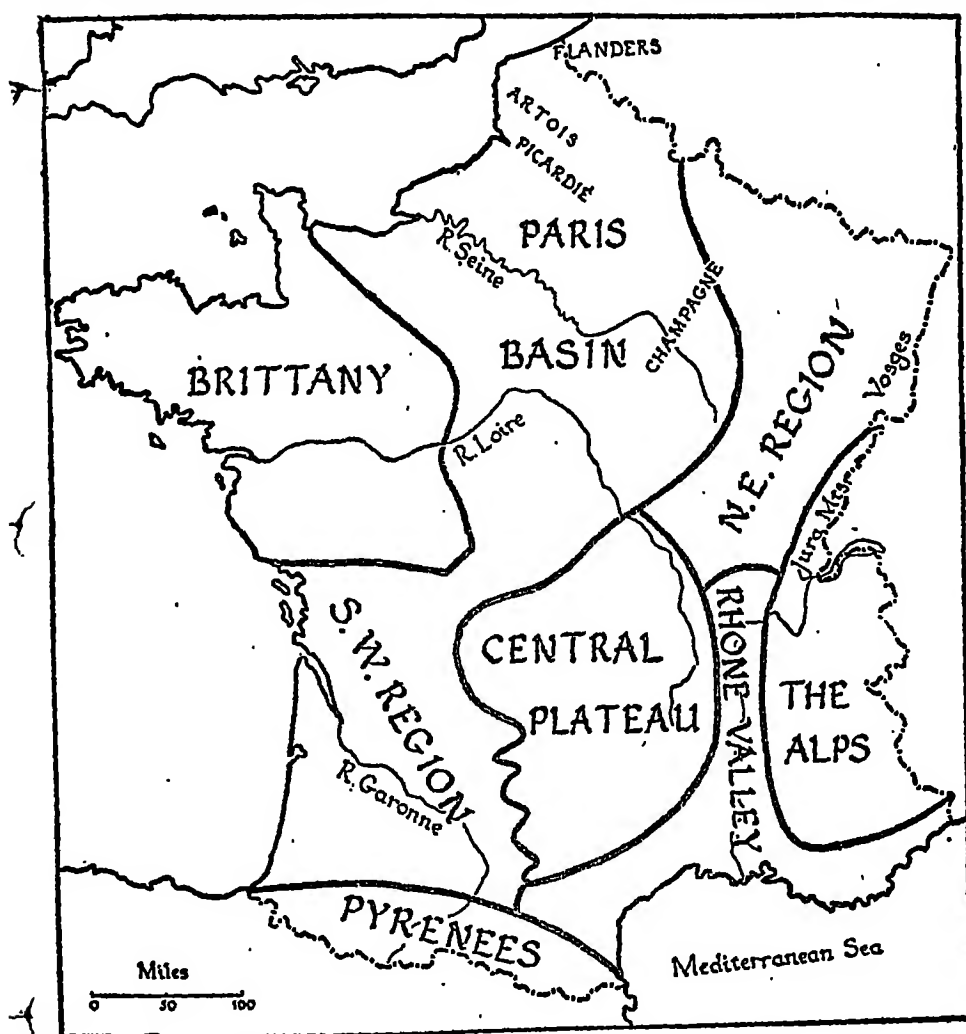 FLANDERS
ARTOIS
PICARDIE
PARIS
R. Seine
CHAMPAGNE
BASIN
BRITTANY
N.E. REGION
Vosges
R. Loire
Jura Mts
S.W. REGION
CENTRAL
PLATEAU
RHONE VALLEY
THE
ALPS
R. Garonne
PYRENEES
Mediterranean Sea
Miles
0 50 100